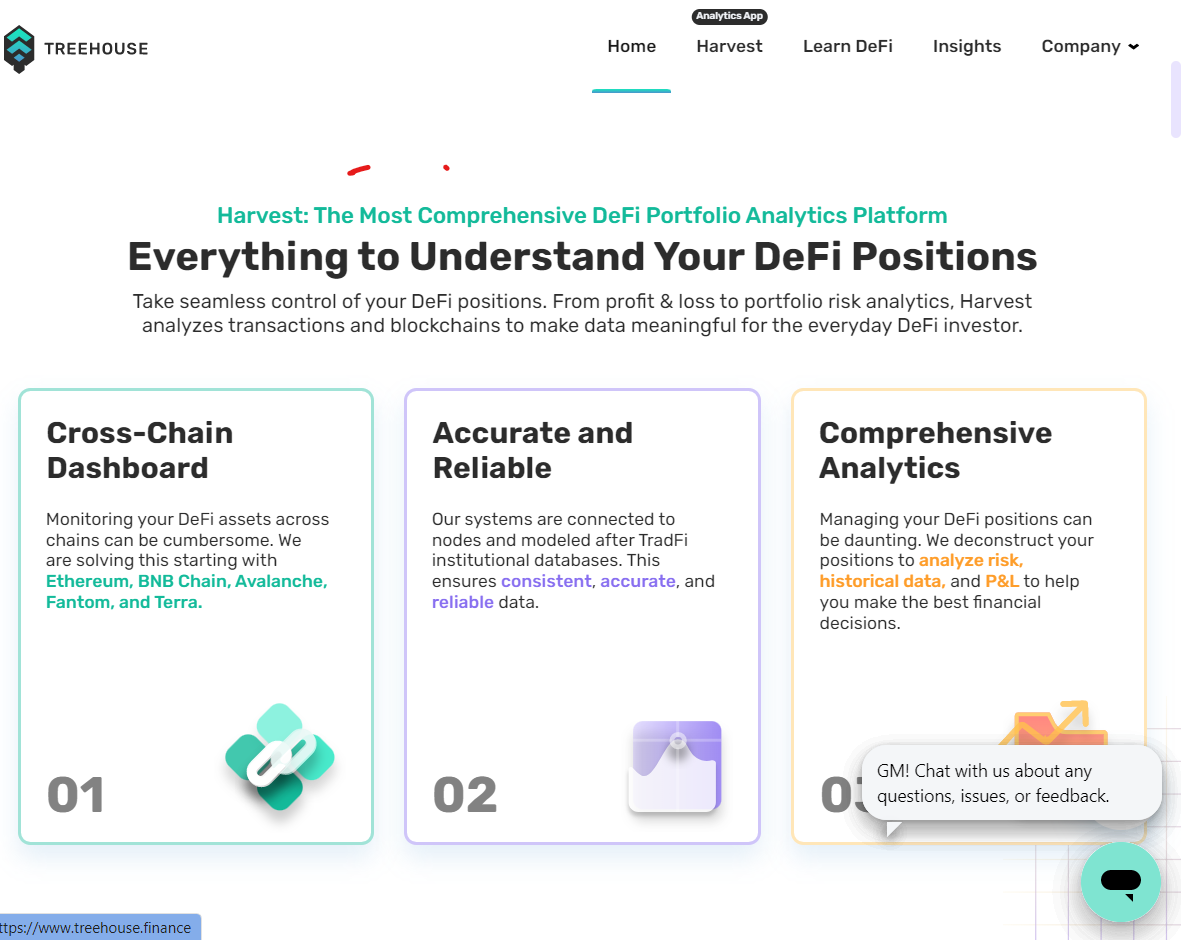 Analytics App
TREEHOUSE
Home
Harvest
Learn DeFi
Insights
Company
Harvest: The Most Comprehensive DeFi Portfolio Analytics Platform
Everything to Understand Your DeFi Positions
Take seamless control of your DeFi positions. From profit & loss to portfolio risk analytics, Harvest
analyzes transactions and blockchains to make data meaningful for the everyday DeFi investor.
Cross-Chain
Dashboard
Monitoring your DeFi assets across
chains can be cumbersome. We
are solving this starting with
Ethereum, BNB Chain, Avalanche,
Fantom, and Terra.
01
Accurate and
Reliable
Our systems are connected to
nodes and modeled after TradFi
institutional databases. This
ensures consistent, accurate, and
reliable data.
02
Comprehensive
Analytics
Managing your DeFi positions can
be daunting. We deconstruct your
positions to analyze risk,
historical data, and P&L to help
you make the best financial
decisions.
03
GM! Chat with us about any
questions, issues, or feedback.
ttps://www.treehouse.finance